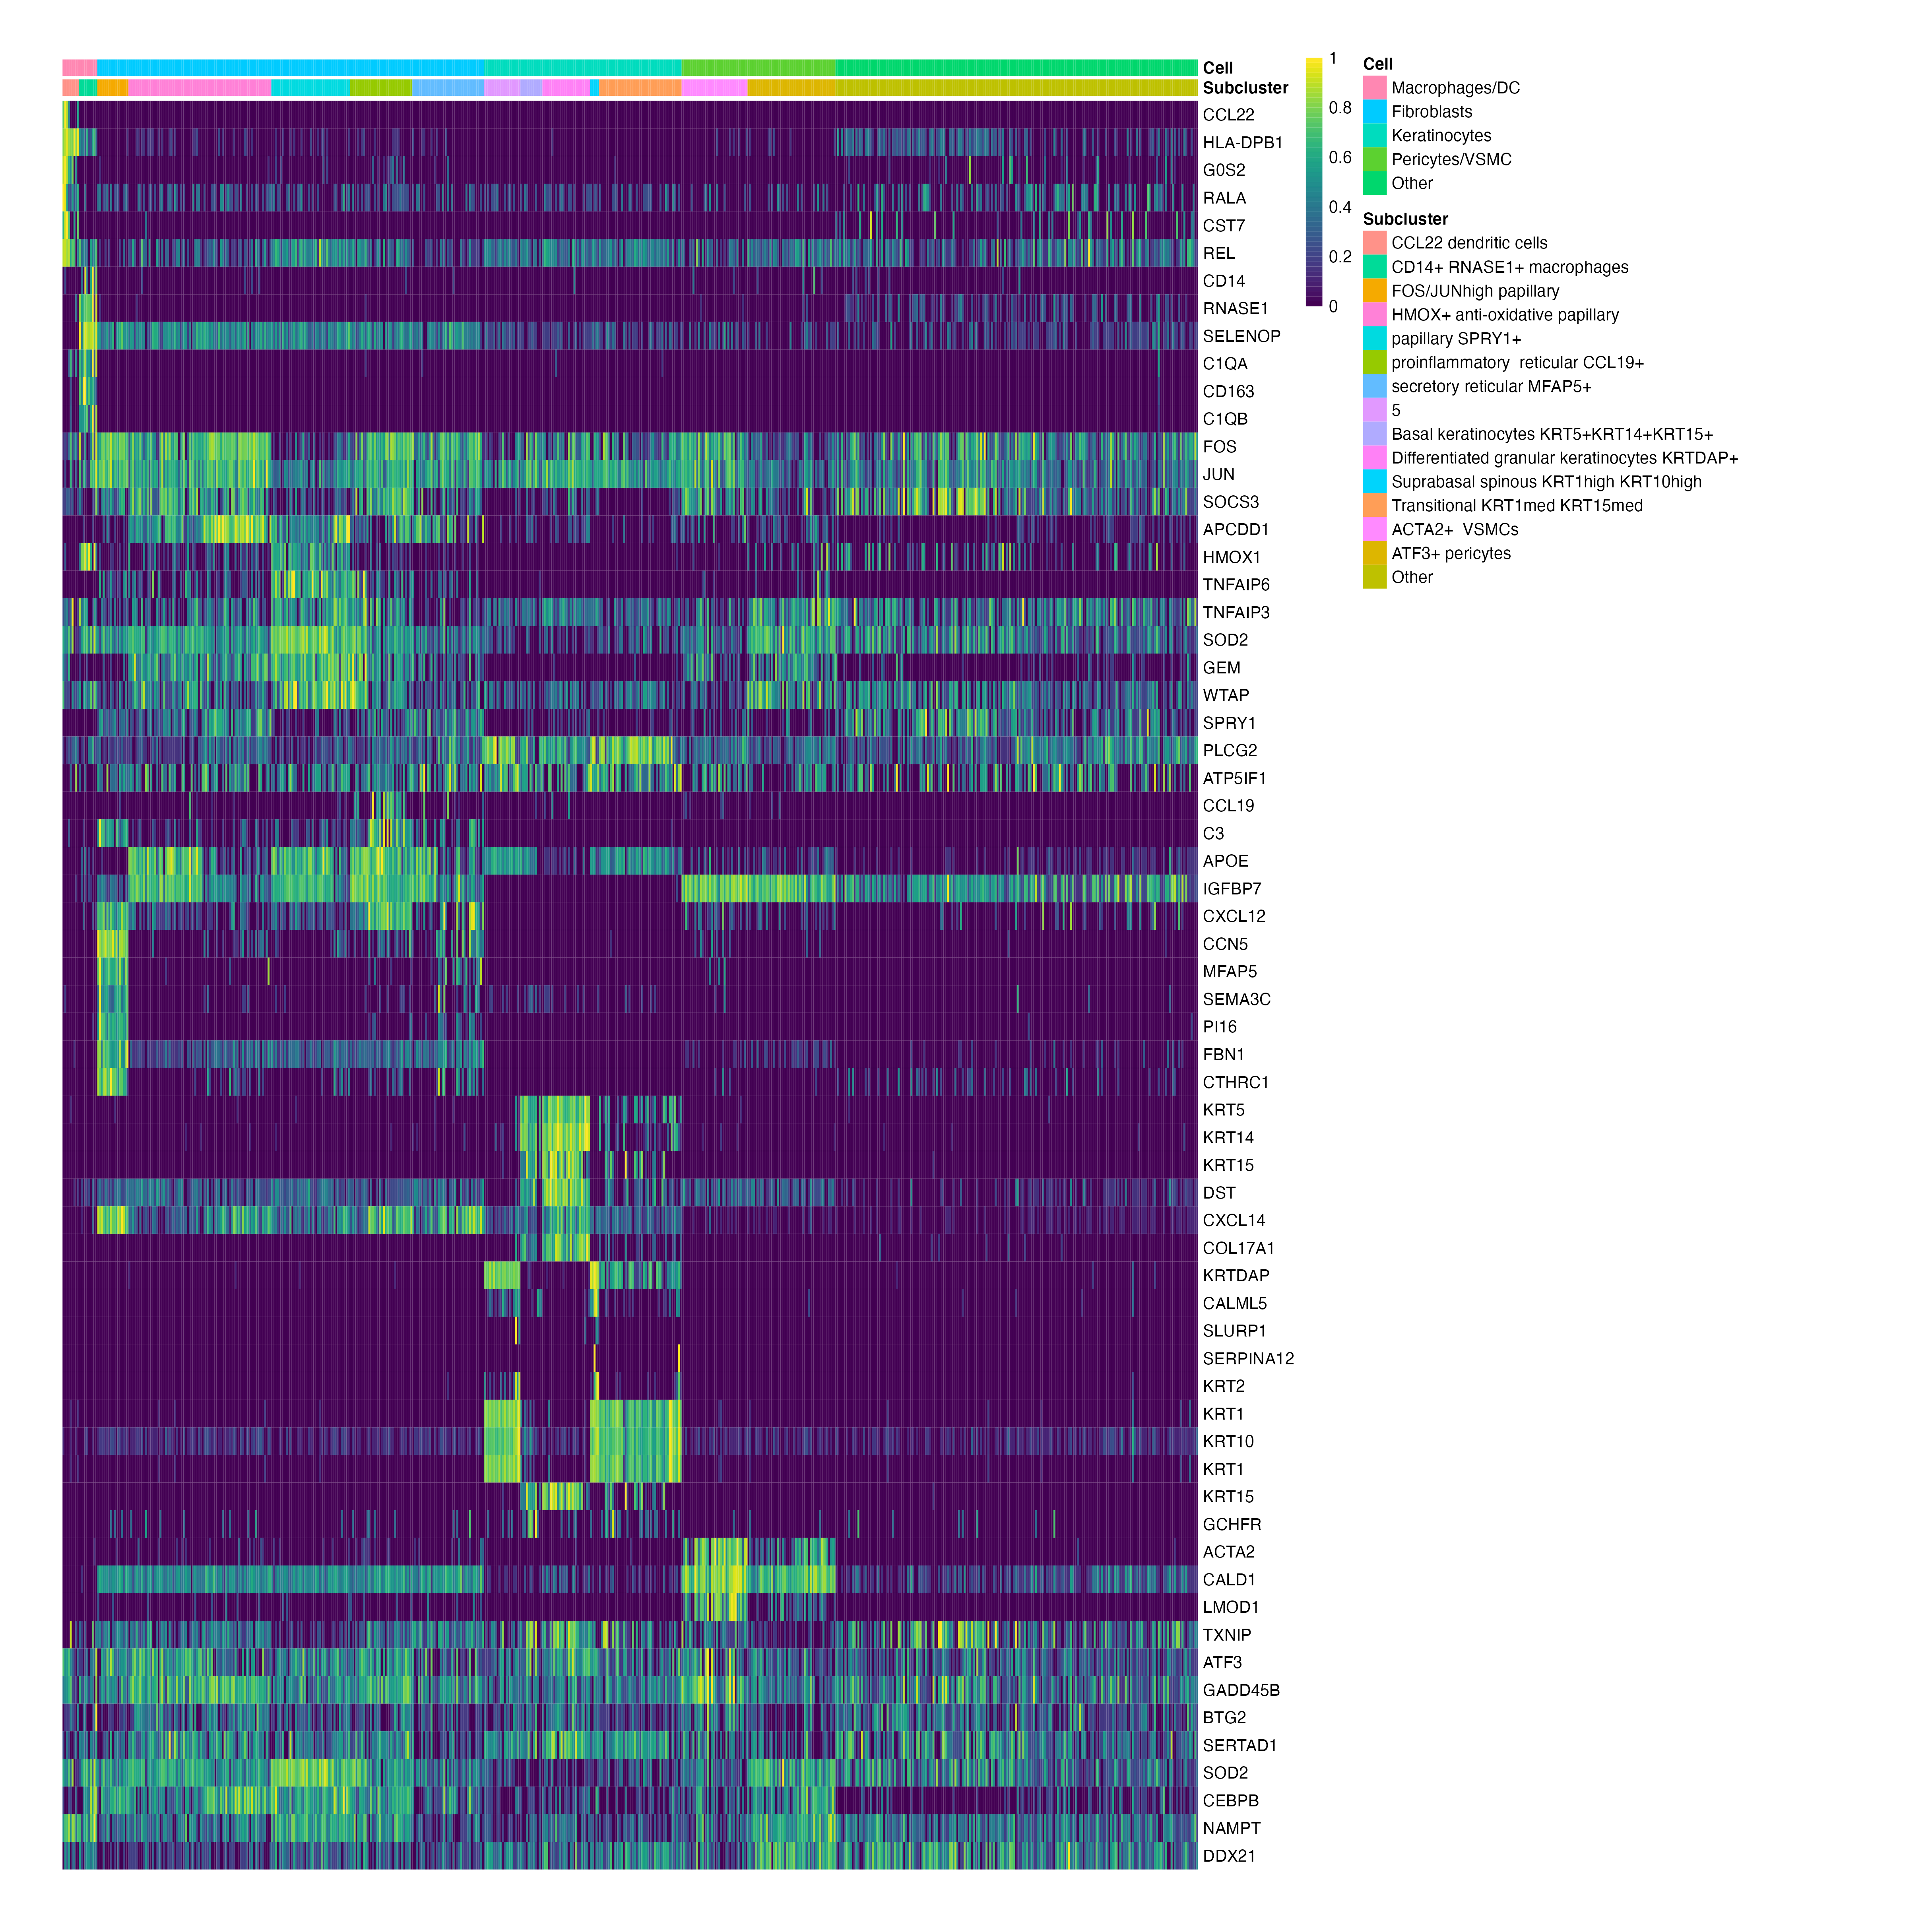 Cell
Subcluster
CCL22
HLA-DPB1
G0S2
RALA
CST7
REL
CD14
RNASE1
SELENOP
C1QA
CD163
C1QB
FOS
JUN
SOCS3
APCDD1
HMOX1
TNFAIP6
TNFAIP3
SOD2
GEM
WTAP
SPRY1
PLCG2
ATP5IF1
CCL19
C3
APOE
IGFBP7
CXCL12
CCN5
MFAP5
SEMA3C
PI16
FBN1
CTHRC1
KRT5
KRT14
KRT15
DST
CXCL14
COL17A1
KRTDAP
CALML5
SLURP1
SERPINA12
KRT2
KRT1
KRT10
KRT1
KRT15
GCHFR
ACTA2
CALD1
LMOD1
TXNIP
ATF3
GADD45B
BTG2
SERTAD1
SOD2
CEBPB
NAMPT
DDX21
1
0.8
0.6
0.4
0.2
0
Cell
Macrophages/DC
Fibroblasts
Keratinocytes
Pericytes/VSMC
Other
Subcluster
CCL22 dendritic cells
CD14+ RNASE1+ macrophages
FOS/JUNhigh papillary
HMOX+ anti-oxidative papillary
papillary SPRY1+
proinflammatory  reticular CCL19+
secretory reticular MFAP5+
5
Basal keratinocytes KRT5+KRT14+KRT15+
Differentiated granular keratinocytes KRTDAP+
Suprabasal spinous KRT1high KRT10high
Transitional KRT1med KRT15med
ACTA2+  VSMCs
ATF3+ pericytes
Other